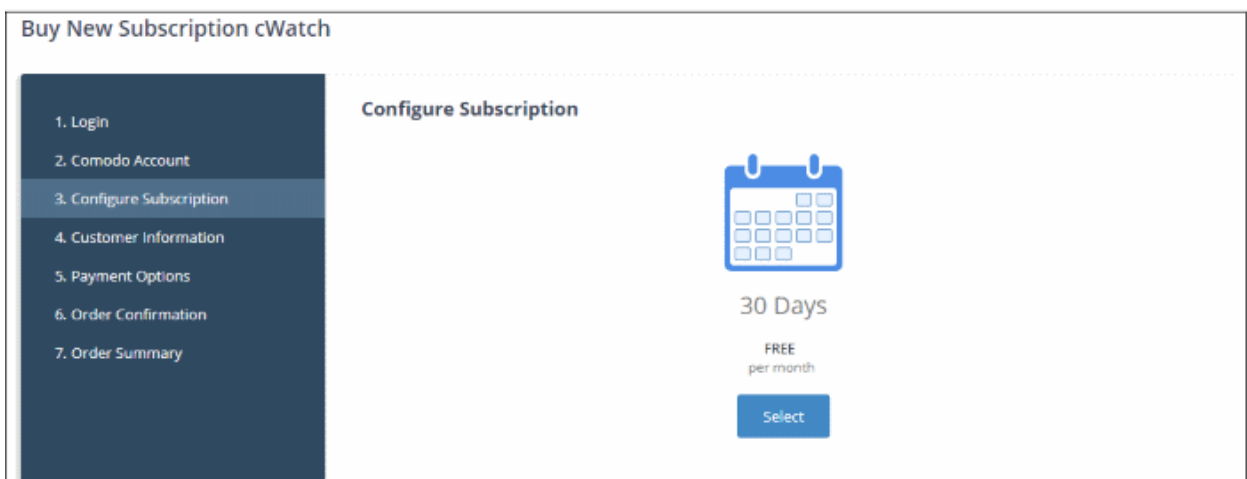 Buy New Subscription cWatch
1. Login
2. Comodo Account
3. Configure Subscription
4. Customer Information
5. Payment Options
6. Order Confirmation
7. Order Summary
Configure Subscription
30 Days
FREE
per month
Select